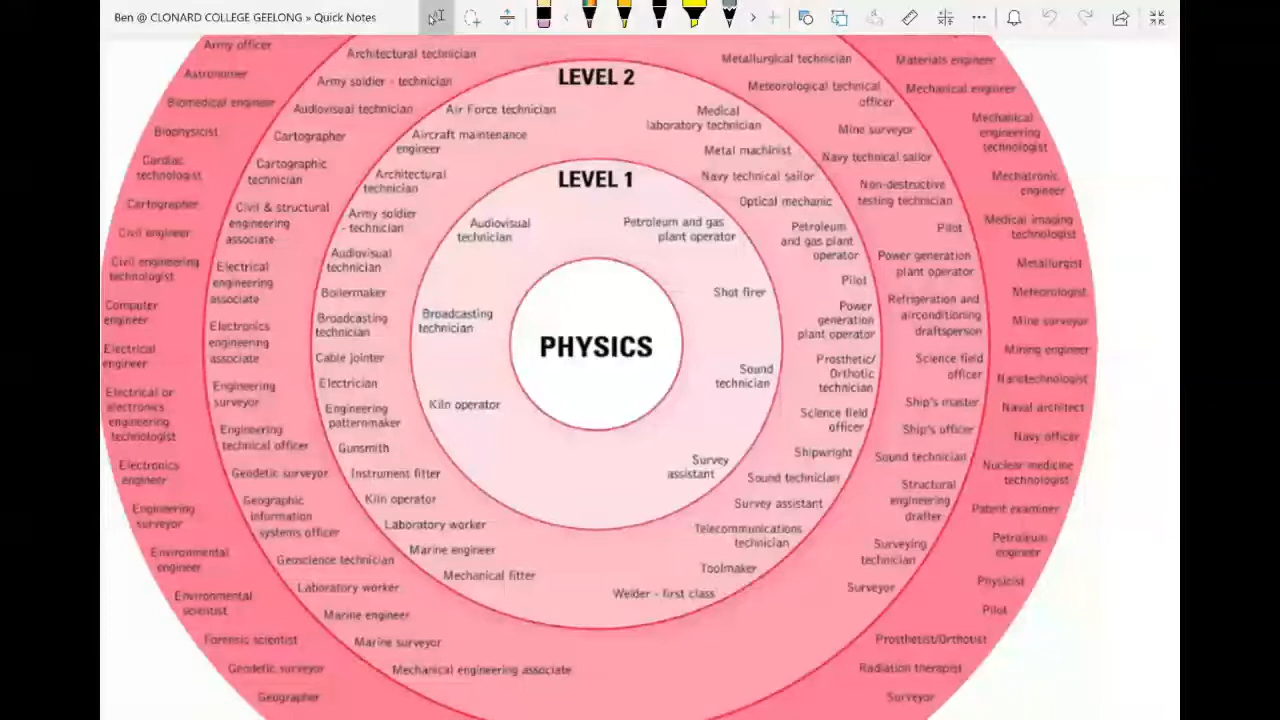 Ben @ CLONARD COLLEGE GEELONG » Quick Notes
LEVEL 2
LEVEL 1
PHYSICS
Audiovisual
technician
Broadcasting
technician
Kiln operator
Petroleum and gas
plant operator
Shot firer
Sound
technician
Survey
assistant
Air Force technician
Aircraft maintenance
engineer
Architectural
technician
Army soldier
- technician
Audiovisual
technician
Boilermaker
Broadcasting
technician
Cable jointer
Electrician
Engineering
patternmaker
Gunsmith
Instrument fitter
Kiln operator
Laboratory worker
Marine engineer
Mechanical fitter
Medical
laboratory technician
Metal machinist
Navy technical sailor
Optical mechanic
Petroleum
and gas plant
operator
Pilot
Power
generation
plant operator
Prosthetic/
Orthotic
technician
Science field
officer
Shipwright
Sound technician
Survey assistant
Telecommunications
technician
Toolmaker
Welder - first class
Architectural technician
Army soldier - technician
Audiovisual technician
Cartographer
Cartographic
technician
Civil & structural
engineering
associate
Electrical
engineering
associate
Electronics
engineering
associate
Engineering
surveyor
Engineering
technical officer
Geodetic surveyor
Geographic
information
systems officer
Geoscience technician
Laboratory worker
Marine engineer
Marine surveyor
Mechanical engineering associate
Metallurgical technician
Meteorological technical
officer
Mine surveyor
Navy technical sailor
Non-destructive
testing technician
Pilot
Power generation
plant operator
Refrigeration and
airconditioning
draftsperson
Science field
officer
Ship's master
Ship's officer
Sound technician
Structural
engineering
drafter
Surveying
technician
Surveyor
Army officer
Astronomer
Biomedical engineer
Biophysicist
Cardiac
technologist
Cartographer
Civil engineer
Civil engineering
technologist
Computer
engineer
Electrical
engineer
Electrical or
electronics
engineering
technologist
Electronics
engineer
Engineering
surveyor
Environmental
engineer
Environmental
scientist
Forensic scientist
Geodetic surveyor
Geographer
Materials engineer
Mechanical engineer
Mechanical
engineering
technologist
Mechatronic
engineer
Medical imaging
technologist
Metallurgist
Meteorologist
Mine surveyor
Mining engineer
Nanotechnologist
Naval architect
Navy officer
Nuclear medicine
technologist
Patent examiner
Petroleum
engineer
Physicist
Pilot
Prosthetist/Orthotist
Radiation therapist
Surveyor